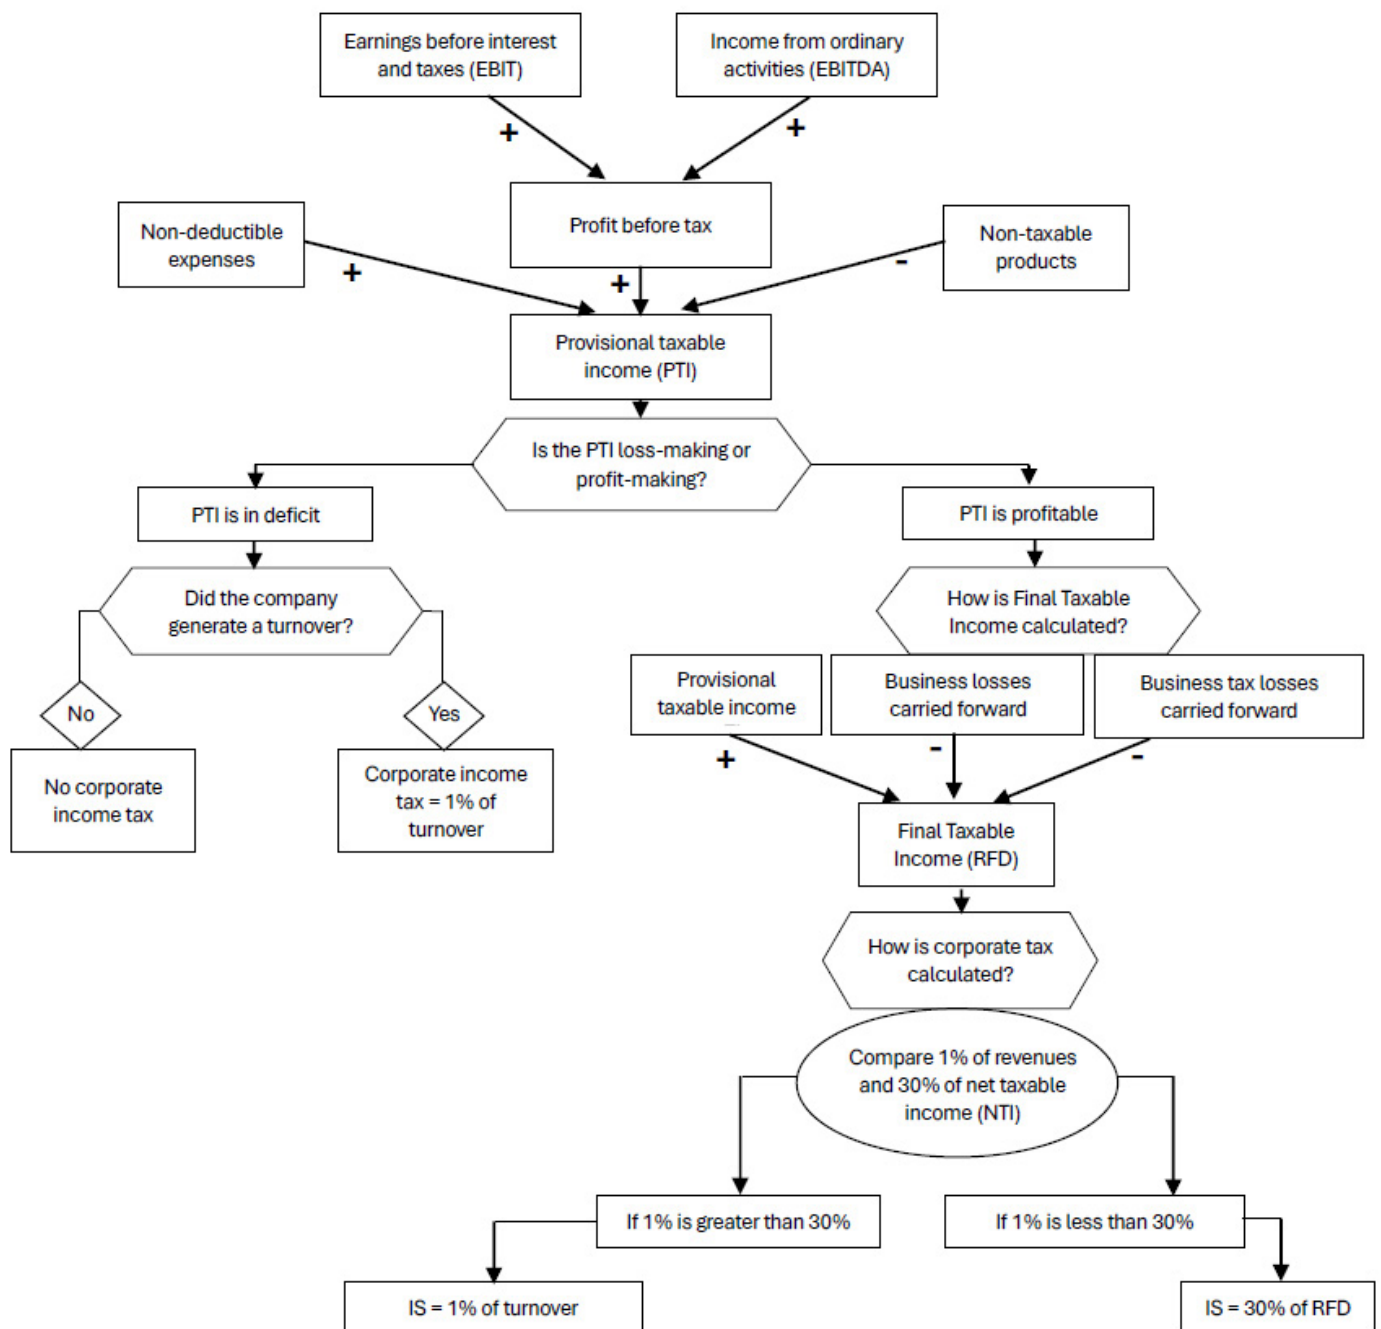 Earnings before interest
and taxes (EBIT)
Income from ordinary
activities (EBITDA)
+
+
Profit before tax
Non-deductible
expenses
Non-taxable
products
+
+
-
Provisional taxable
income (PTI)
Is the PTI loss-making or
profit-making?
PTI is in deficit
PTI is profitable
Did the company
generate a turnover?
How is Final Taxable
Income calculated?
No
Yes
Provisional
taxable income
Business losses
carried forward
Business tax losses
carried forward
+
-
-
No corporate
income tax
Corporate income
tax = 1% of
turnover
Final Taxable
Income (RFD)
How is corporate tax
calculated?
Compare 1% of revenues
and 30% of net taxable
income (NTI)
If 1% is greater than 30%
If 1% is less than 30%
IS = 1% of turnover
IS = 30% of RFD